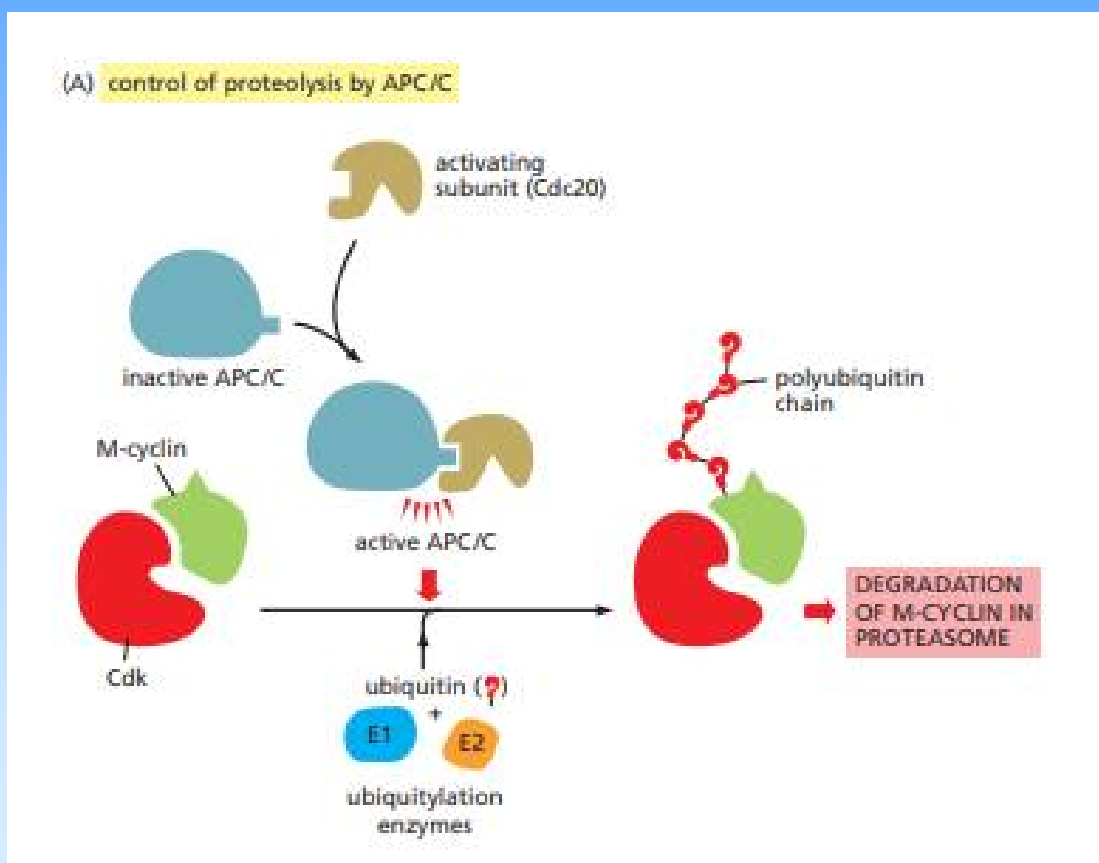 (A) control of proteolysis by APC/C
activating
subunit (Cdc20)
inactive APC/C
polyubiquitin
chain
M-cyclin
active APC/C
DEGRADATION
OF M-CYCLIN IN
PROTEASOME
Cdk
ubiquitin ( )
+
E1
E2
ubiquitylation
enzymes